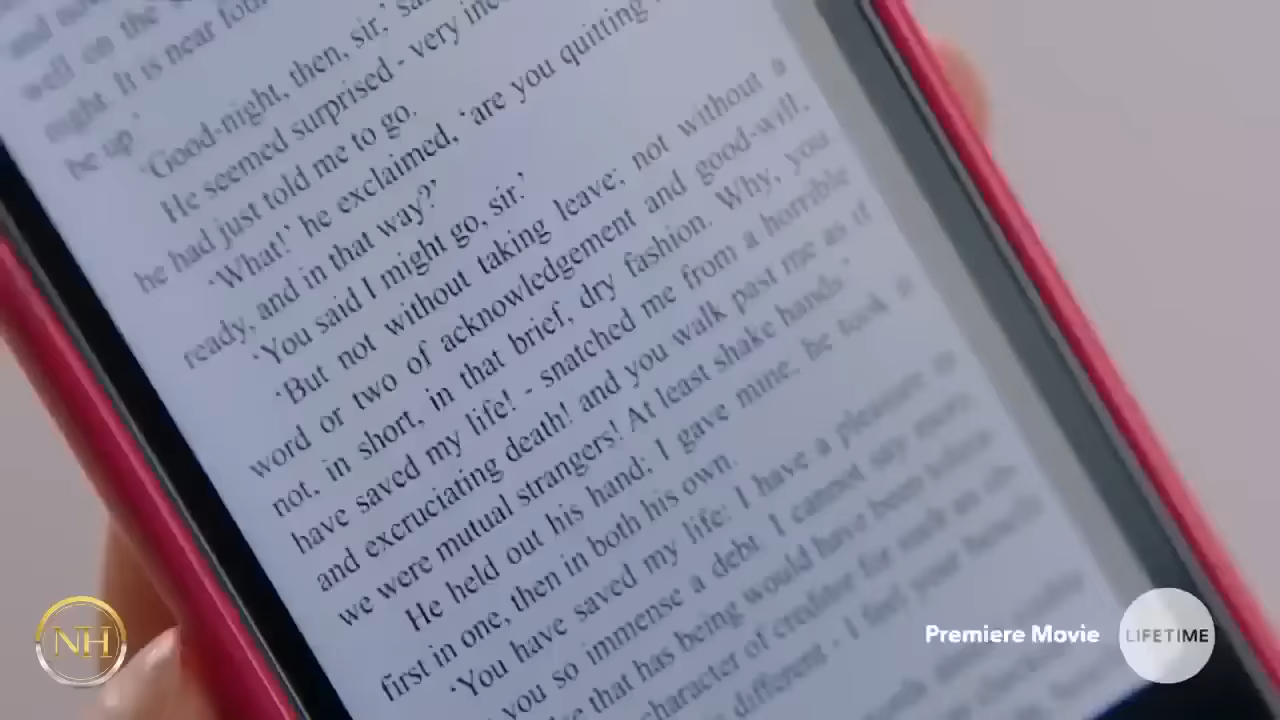 well on the
night. It is near four
be up'
'Good-night, then, sir,'
He seemed surprised - very
he had just told me to go.
'What!' he exclaimed, 'are you quitting
ready, and in that way?'
'You said I might go, sir.'
'But not without taking leave; not without a
word or two of acknowledgement and good-will.
not, in short, in that brief, dry fashion. Why, you
have saved my life! - snatched me from a horrible
and excruciating death! and you walk past me as if
we were mutual strangers! At least shake hands.'
He held out his hand; I gave mine; he took it
first in one, then in both his own.
'You have saved my life: I have a pleasure in
you so immense a debt. I cannot say more.
that has being would have been
character of creditor for such an
different - I feel your
NH
Premiere Movie
LIFETIME